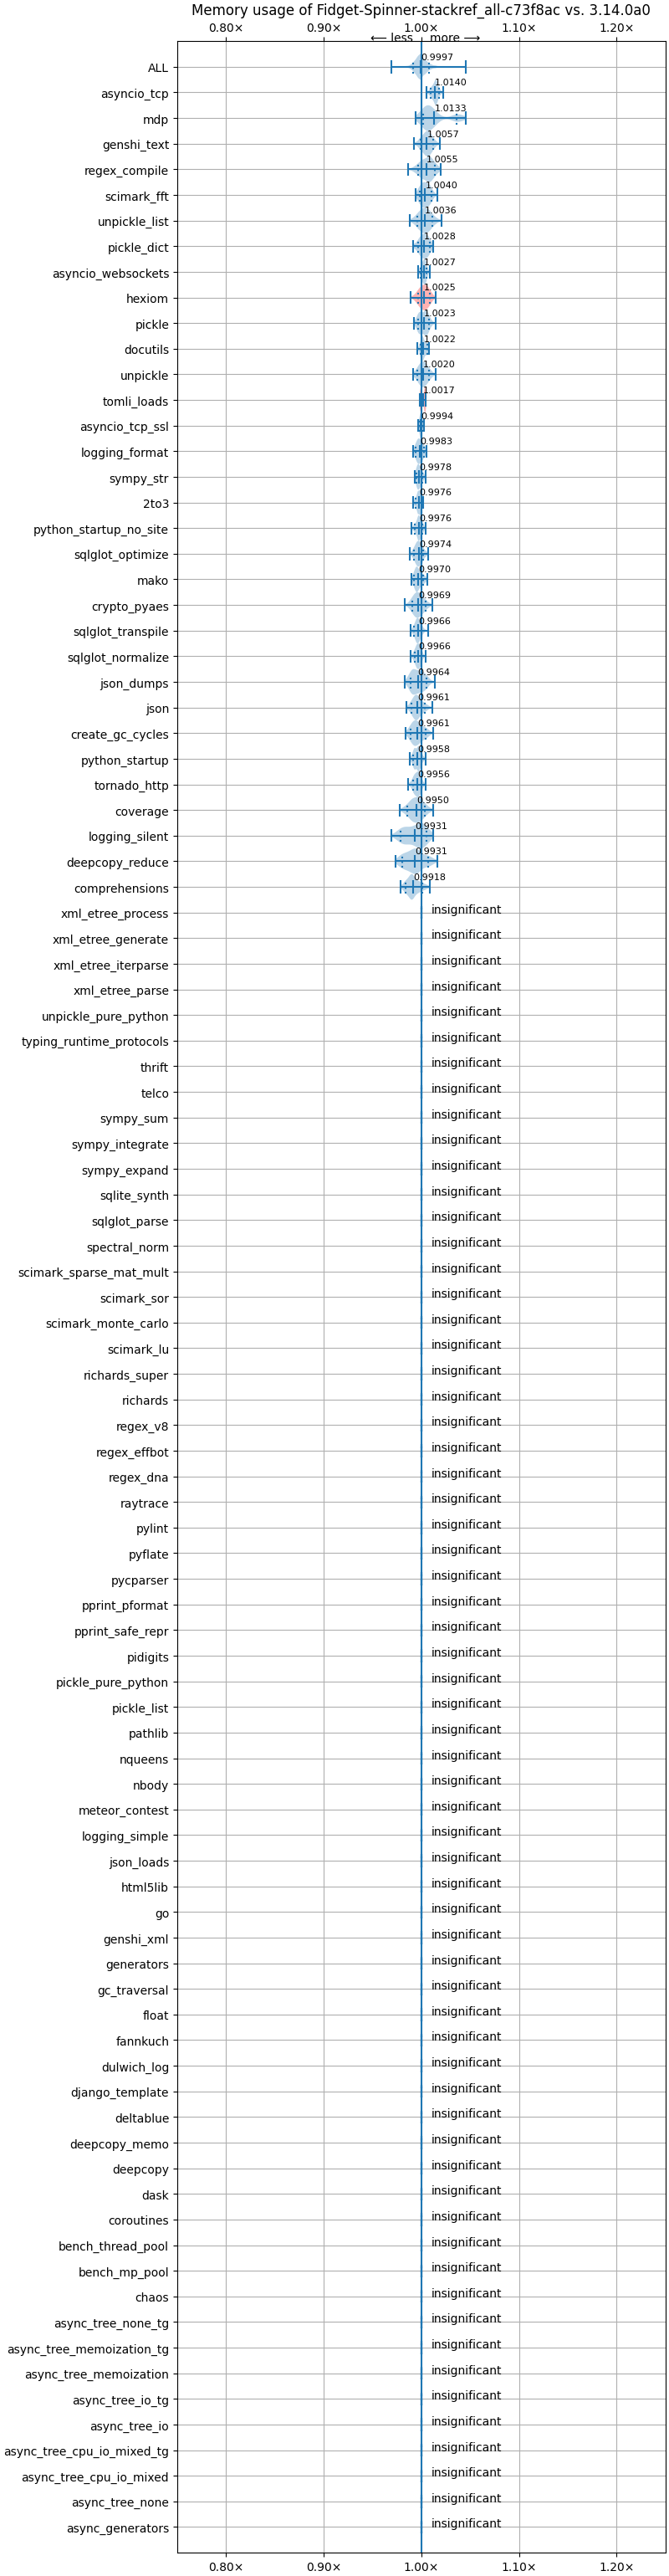 Memory usage of Fidget-Spinner-stackref_all-c73f8ac vs. 3.14.0a0
0.80× 0.90× 1.00× 1.10× 1.20×
⟵ less more ⟶
ALL 0.9997
asyncio_tcp 1.0140
mdp 1.0133
genshi_text 1.0057
regex_compile 1.0055
scimark_fft 1.0040
unpickle_list 1.0036
pickle_dict 1.0028
asyncio_websockets 1.0027
hexiom 1.0025
pickle 1.0023
docutils 1.0022
unpickle 1.0020
tomli_loads 1.0017
asyncio_tcp_ssl 0.9994
logging_format 0.9983
sympy_str 0.9978
2to3 0.9976
python_startup_no_site 0.9976
sqlglot_optimize 0.9974
mako 0.9970
crypto_pyaes 0.9969
sqlglot_transpile 0.9966
sqlglot_normalize 0.9966
json_dumps 0.9964
json 0.9961
create_gc_cycles 0.9961
python_startup 0.9958
tornado_http 0.9956
coverage 0.9950
logging_silent 0.9931
deepcopy_reduce 0.9931
comprehensions 0.9918
xml_etree_process insignificant
xml_etree_generate insignificant
xml_etree_iterparse insignificant
xml_etree_parse insignificant
unpickle_pure_python insignificant
typing_runtime_protocols insignificant
thrift insignificant
telco insignificant
sympy_sum insignificant
sympy_integrate insignificant
sympy_expand insignificant
sqlite_synth insignificant
sqlglot_parse insignificant
spectral_norm insignificant
scimark_sparse_mat_mult insignificant
scimark_sor insignificant
scimark_monte_carlo insignificant
scimark_lu insignificant
richards_super insignificant
richards insignificant
regex_v8 insignificant
regex_effbot insignificant
regex_dna insignificant
raytrace insignificant
pylint insignificant
pyflate insignificant
pycparser insignificant
pprint_pformat insignificant
pprint_safe_repr insignificant
pidigits insignificant
pickle_pure_python insignificant
pickle_list insignificant
pathlib insignificant
nqueens insignificant
nbody insignificant
meteor_contest insignificant
logging_simple insignificant
json_loads insignificant
html5lib insignificant
go insignificant
genshi_xml insignificant
generators insignificant
gc_traversal insignificant
float insignificant
fannkuch insignificant
dulwich_log insignificant
django_template insignificant
deltablue insignificant
deepcopy_memo insignificant
deepcopy insignificant
dask insignificant
coroutines insignificant
bench_thread_pool insignificant
bench_mp_pool insignificant
chaos insignificant
async_tree_none_tg insignificant
async_tree_memoization_tg insignificant
async_tree_memoization insignificant
async_tree_io_tg insignificant
async_tree_io insignificant
async_tree_cpu_io_mixed_tg insignificant
async_tree_cpu_io_mixed insignificant
async_tree_none insignificant
async_generators insignificant
0.80× 0.90× 1.00× 1.10× 1.20×